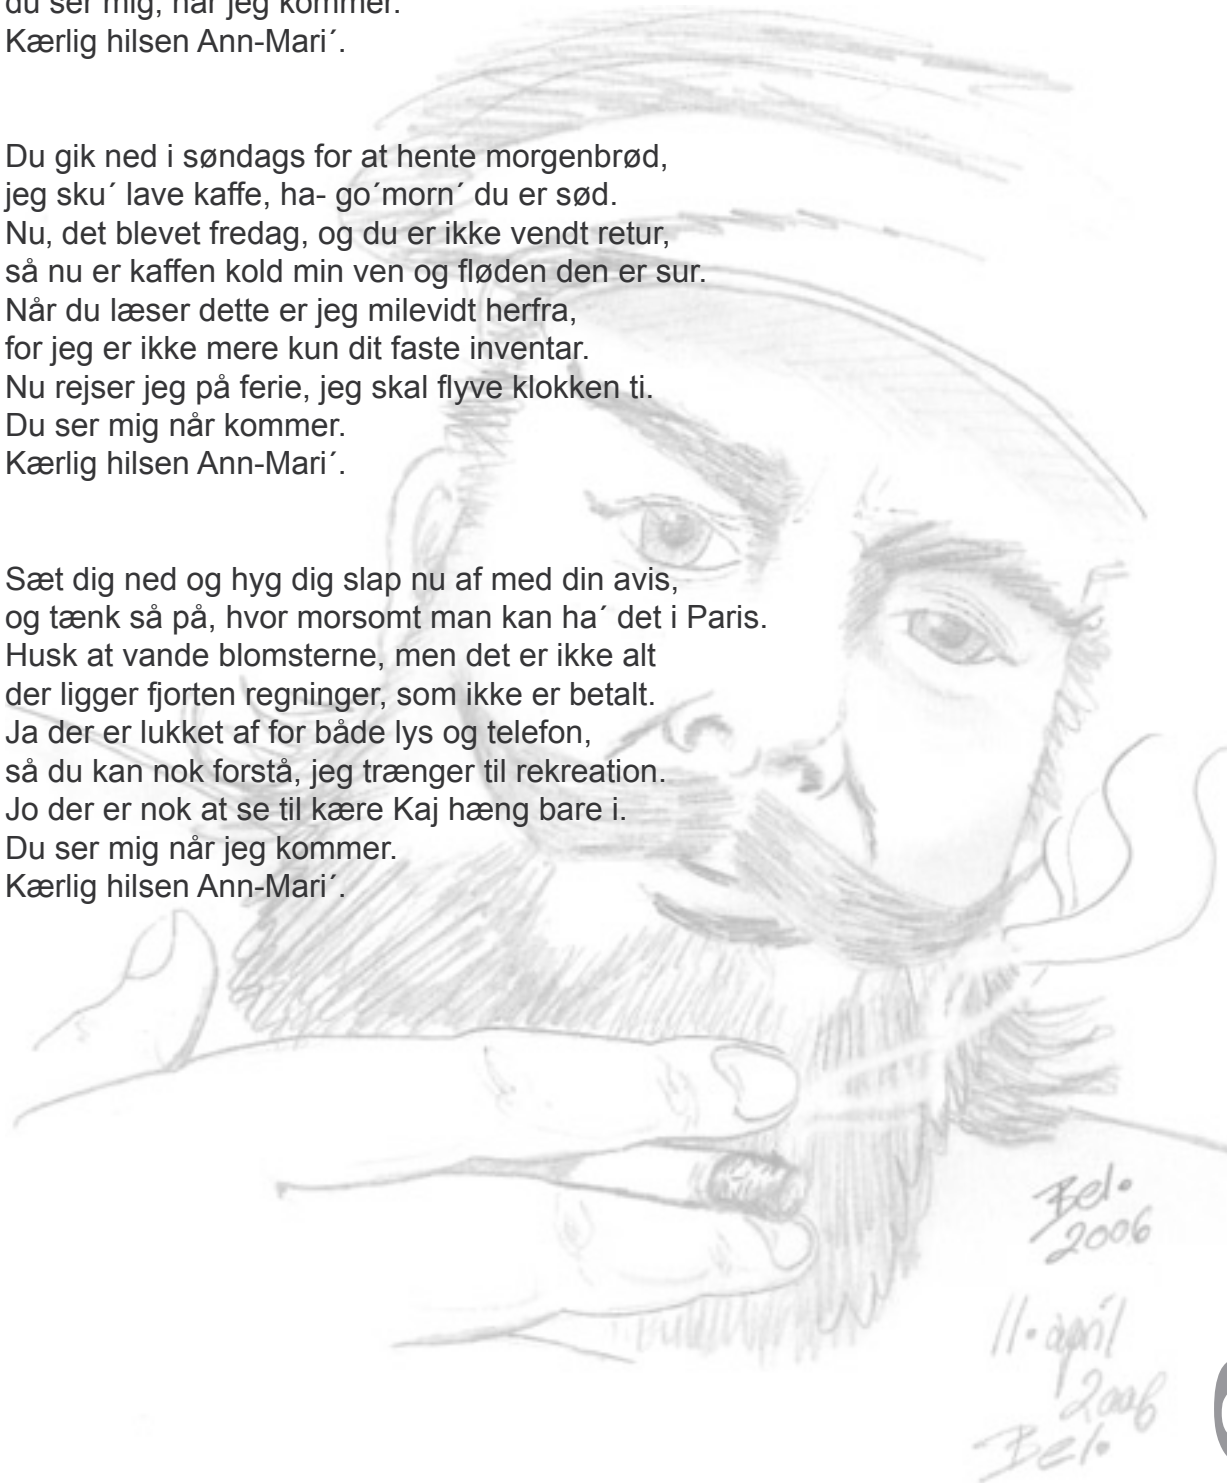 du ser mig, når jeg kommer.
Kærlig hilsen Ann-Mari´.
Du gik ned i søndags for at hente morgenbrød,
jeg sku´ lave kaffe, ha- go´morn´ du er sød.
Nu, det blevet fredag, og du er ikke vendt retur,
så nu er kaffen kold min ven og fløden den er sur.
Når du læser dette er jeg milevidt herfra,
for jeg er ikke mere kun dit faste inventar.
Nu rejser jeg på ferie, jeg skal flyve klokken ti.
Du ser mig når kommer.
Kærlig hilsen Ann-Mari´.
Sæt dig ned og hyg dig slap nu af med din avis,
og tænk så på, hvor morsomt man kan ha´ det i Paris.
Husk at vande blomsterne, men det er ikke alt
der ligger fjorten regninger, som ikke er betalt.
Ja der er lukket af for både lys og telefon,
så du kan nok forstå, jeg trænger til rekreation.
Jo der er nok at se til kære Kaj hæng bare i.
Du ser mig når jeg kommer.
Kærlig hilsen Ann-Mari´.
Bel.
2006
11. april
2006
Bel.